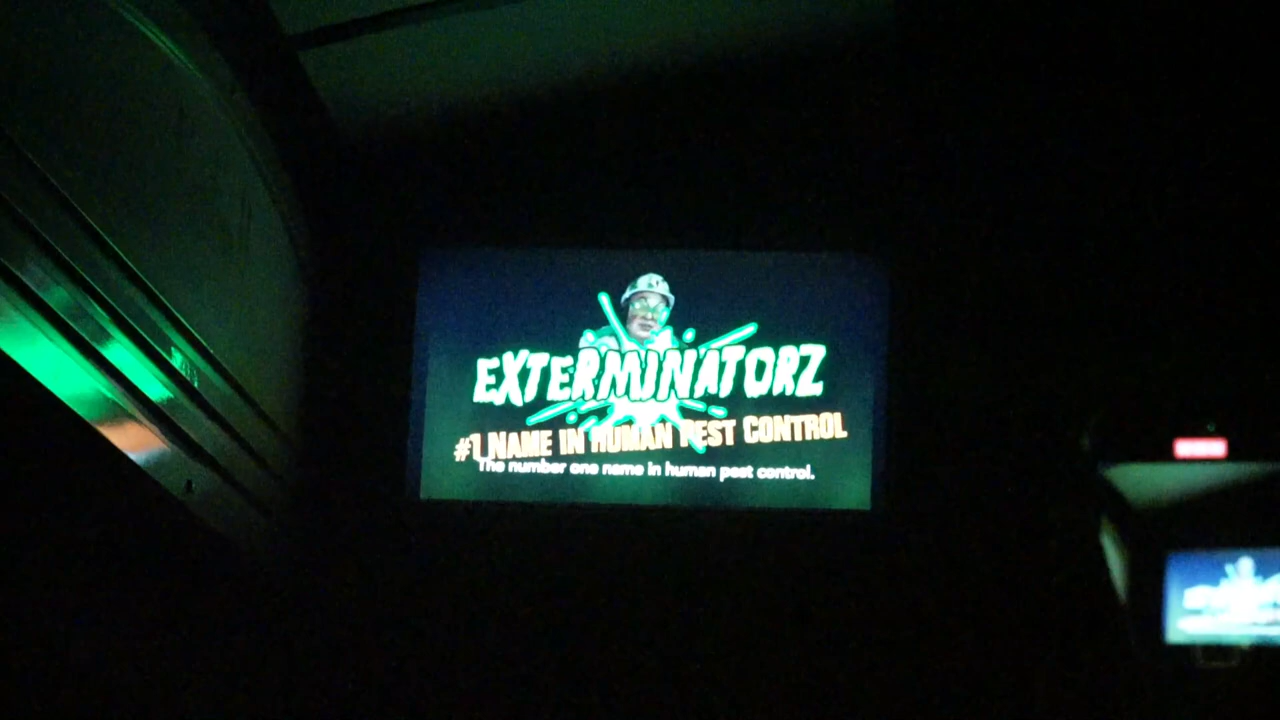 EXTERMINATORZ
#1 NAME IN HUMAN PEST CONTROL
The number one name in human pest control.